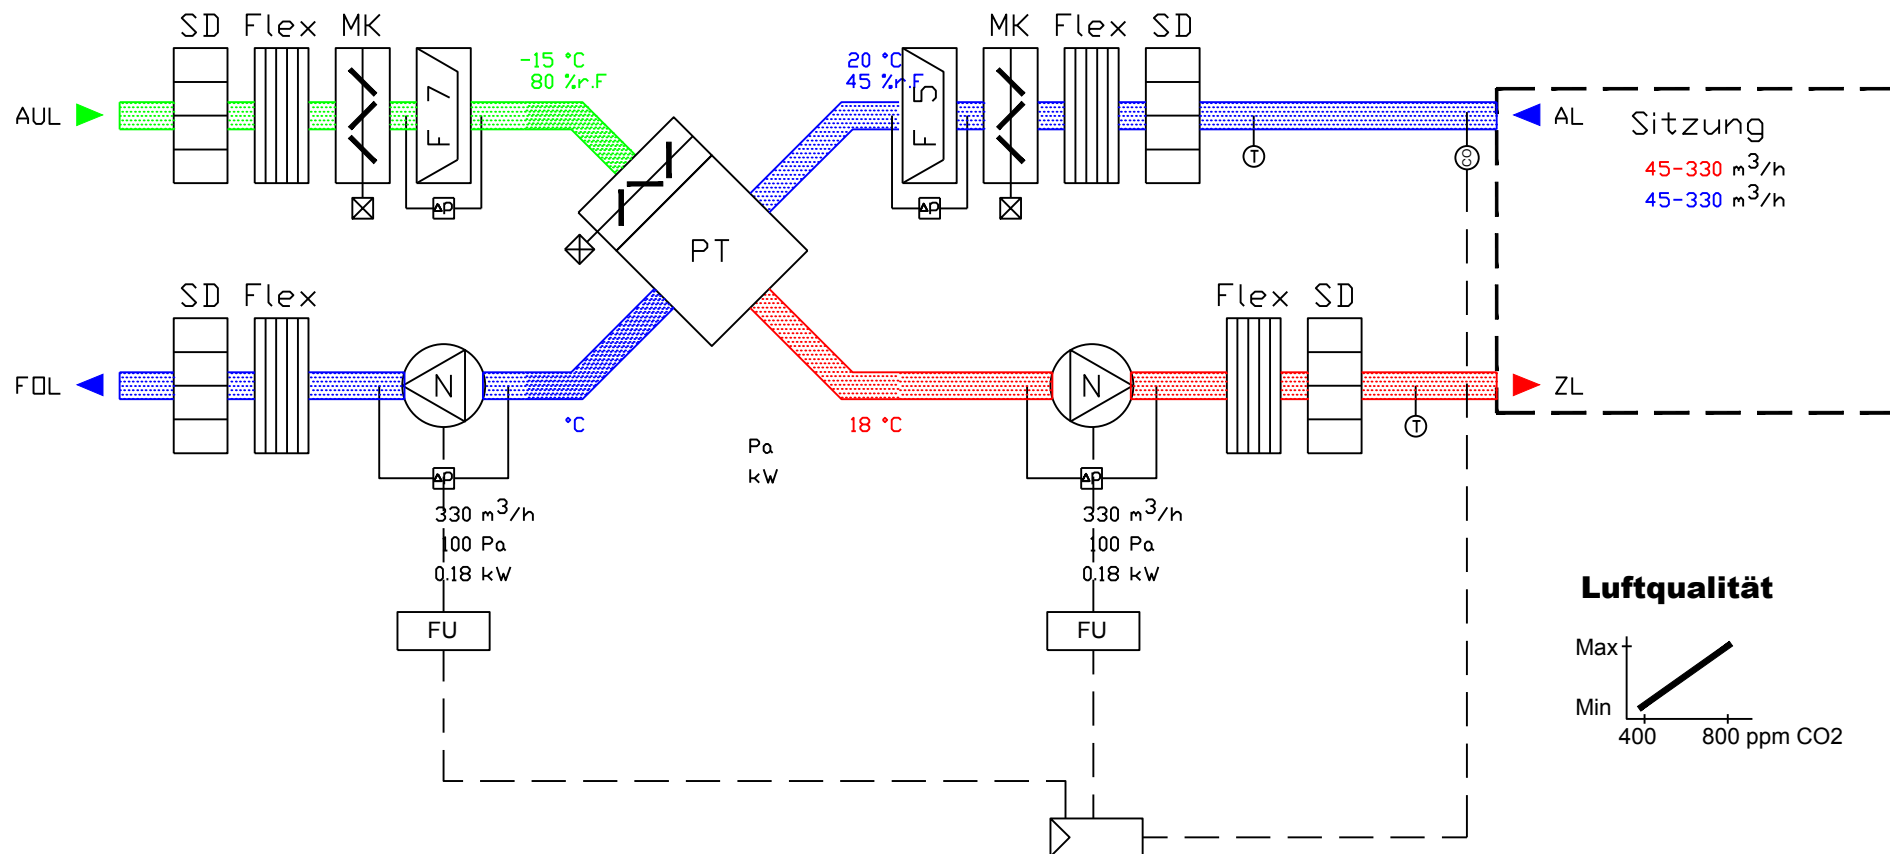 SD Flex MK
MK Flex SD
-15 °C
80 %r.F
20 °C
45 %r.F
AUL
F 7
F 5
AL
Sitzung
45-330 m³/h
45-330 m³/h
T
CO
Δp
Δp
PT
SD Flex
Flex SD
FOL
N
N
ZL
°C
18 °C
T
Pa
kW
Δp
Δp
330 m³/h
100 Pa
0.18 kW
330 m³/h
100 Pa
0.18 kW
FU
FU
Luftqualität
Max
Min
400 800 ppm CO2